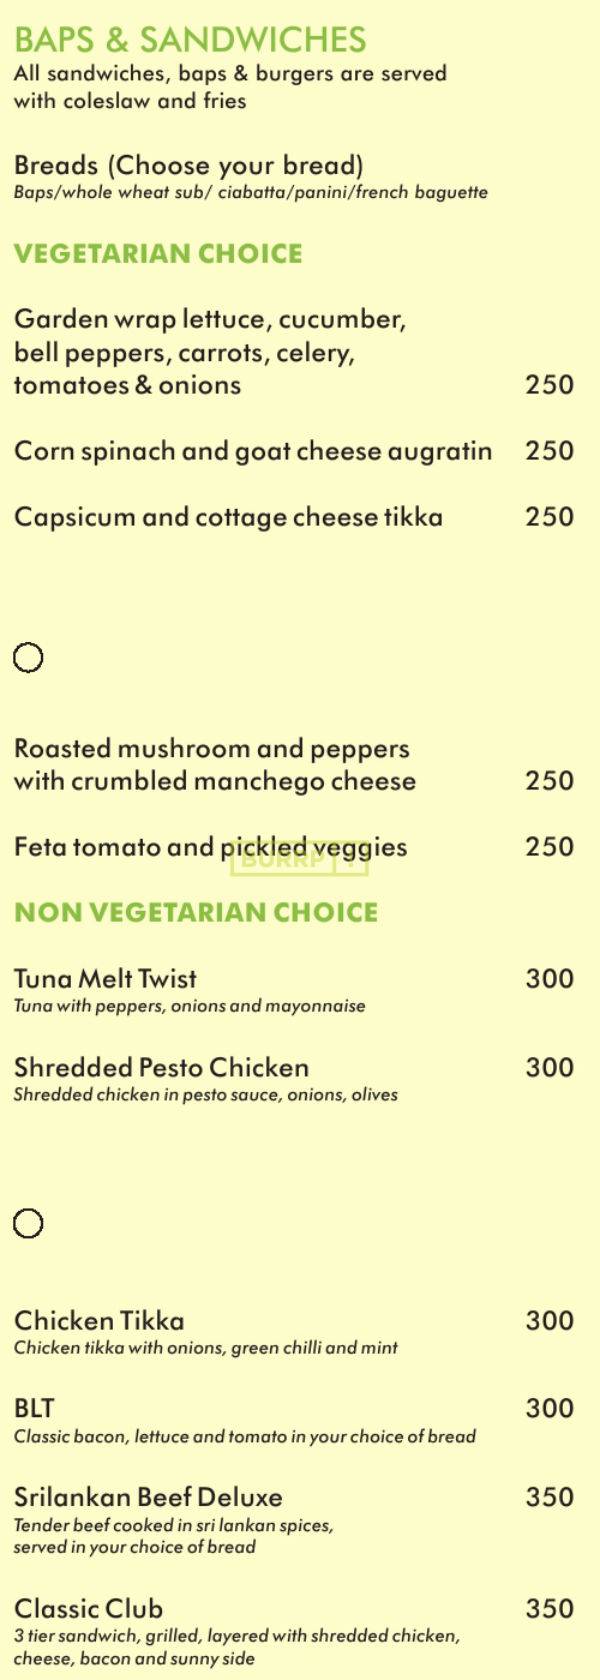 BAPS & SANDWICHES
All sandwiches, baps & burgers are served
with coleslaw and fries
Breads (Choose your bread)
Baps/whole wheat sub/ ciabatta/panini/french baguette
VEGETARIAN CHOICE
Garden wrap lettuce, cucumber,
bell peppers, carrots, celery,
tomatoes & onions 250
Corn spinach and goat cheese augratin 250
Capsicum and cottage cheese tikka 250
Roasted mushroom and peppers
with crumbled manchego cheese 250
Feta tomato and pickled veggies 250
BURRP !
NON VEGETARIAN CHOICE
Tuna Melt Twist 300
Tuna with peppers, onions and mayonnaise
Shredded Pesto Chicken 300
Shredded chicken in pesto sauce, onions, olives
Chicken Tikka 300
Chicken tikka with onions, green chilli and mint
BLT 300
Classic bacon, lettuce and tomato in your choice of bread
Srilankan Beef Deluxe 350
Tender beef cooked in sri lankan spices,
served in your choice of bread
Classic Club 350
3 tier sandwich, grilled, layered with shredded chicken,
cheese, bacon and sunny side